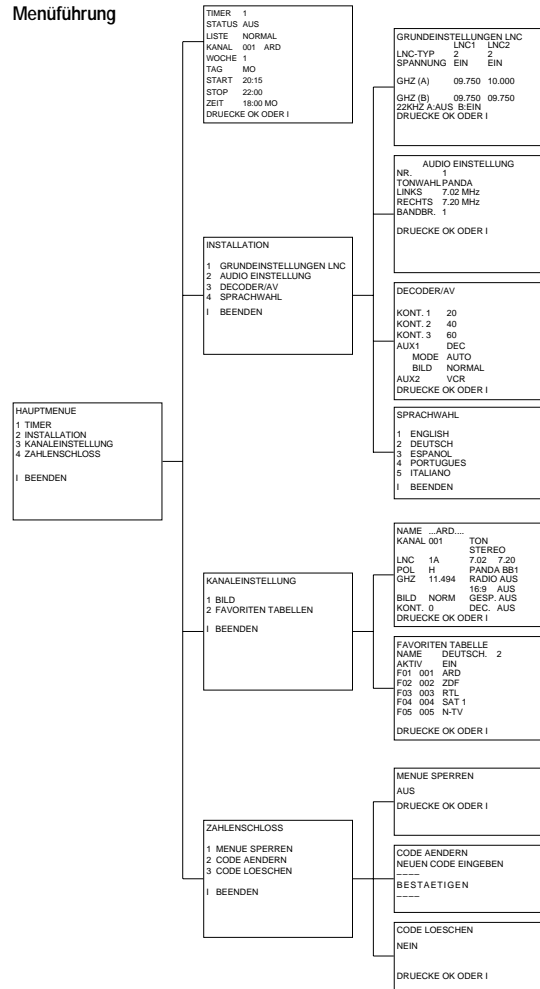 Menüführung
TIMER 1
STATUS AUS
LISTE NORMAL
KANAL 001 ARD
WOCHE 1
TAG MO
START 20:15
STOP 22:00
ZEIT 18:00 MO
DRUECKE OK ODER I
GRUNDEINSTELLUNGEN LNC
LNC1 LNC2
LNC-TYP 2 2
SPANNUNG EIN EIN
GHZ (A) 09.750 10.000
GHZ (B) 09.750 09.750
22KHZ A:AUS B:EIN
DRUECKE OK ODER I
AUDIO EINSTELLUNG
NR. 1
TONWAHL PANDA
LINKS 7.02 MHz
RECHTS 7.20 MHz
BANDBR. 1
DRUECKE OK ODER I
INSTALLATION
1 GRUNDEINSTELLUNGEN LNC
2 AUDIO EINSTELLUNG
3 DECODER/AV
4 SPRACHWAHL
I BEENDEN
DECODER/AV
KONT. 1 20
KONT. 2 40
KONT. 3 60
AUX1 DEC
MODE AUTO
BILD NORMAL
AUX2 VCR
DRUECKE OK ODER I
HAUPTMENUE
1 TIMER
2 INSTALLATION
3 KANALEINSTELLUNG
4 ZAHLENSCHLOSS
I BEENDEN
SPRACHWAHL
1 ENGLISH
2 DEUTSCH
3 ESPANOL
4 PORTUGUES
5 ITALIANO
I BEENDEN
KANALEINSTELLUNG
1 BILD
2 FAVORITEN TABELLEN
I BEENDEN
NAME ...ARD....
KANAL 001 TON
STEREO
LNC 1A 7.02 7.20
POL H PANDA BB1
GHZ 11.494 RADIO AUS
16:9 AUS
BILD NORM GESP. AUS
KONT. 0 DEC. AUS
DRUECKE OK ODER I
FAVORITEN TABELLE
NAME DEUTSCH. 2
AKTIV EIN
F01 001 ARD
F02 002 ZDF
F03 003 RTL
F04 004 SAT 1
F05 005 N-TV
DRUECKE OK ODER I
ZAHLENSCHLOSS
1 MENUE SPERREN
2 CODE AENDERN
3 CODE LOESCHEN
I BEENDEN
MENUE SPERREN
AUS
DRUECKE OK ODER I
CODE AENDERN
NEUEN CODE EINGEBEN
––––
BESTAETIGEN
––––
CODE LOESCHEN
NEIN
DRUECKE OK ODER I